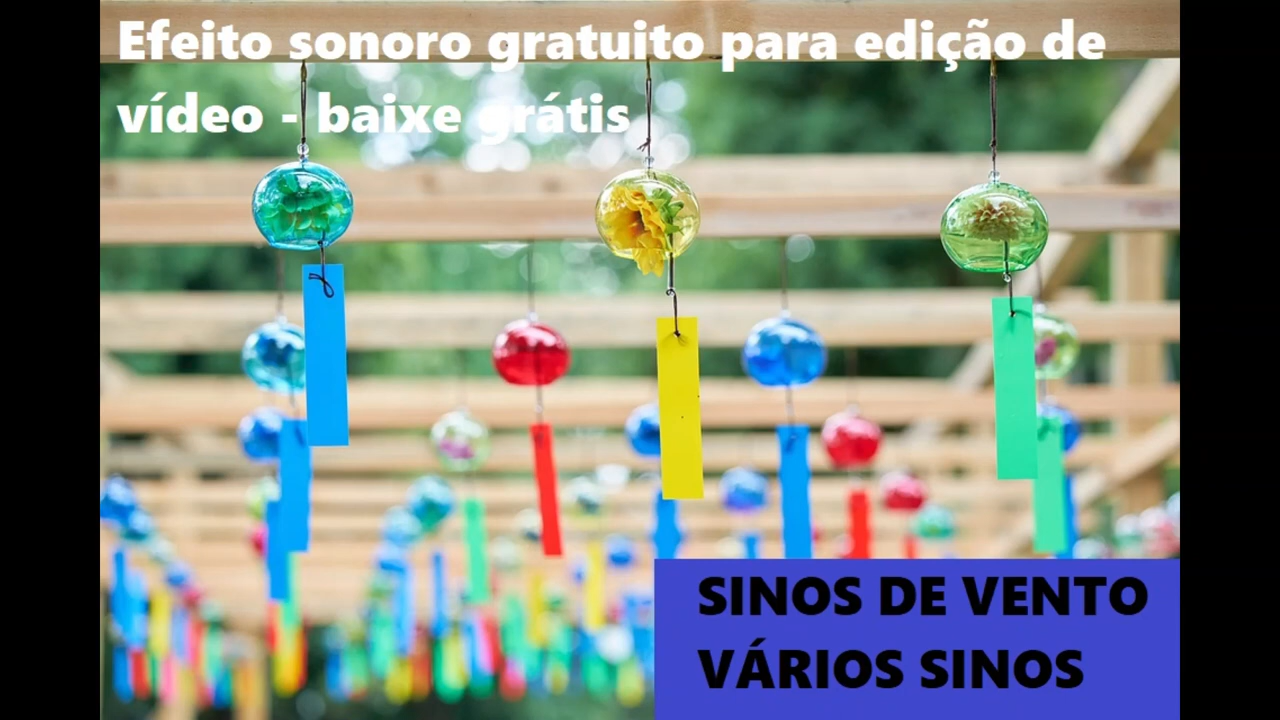 Efeito sonoro gratuito para edição de
vídeo - baixe grátis
SINOS DE VENTO
VÁRIOS SINOS